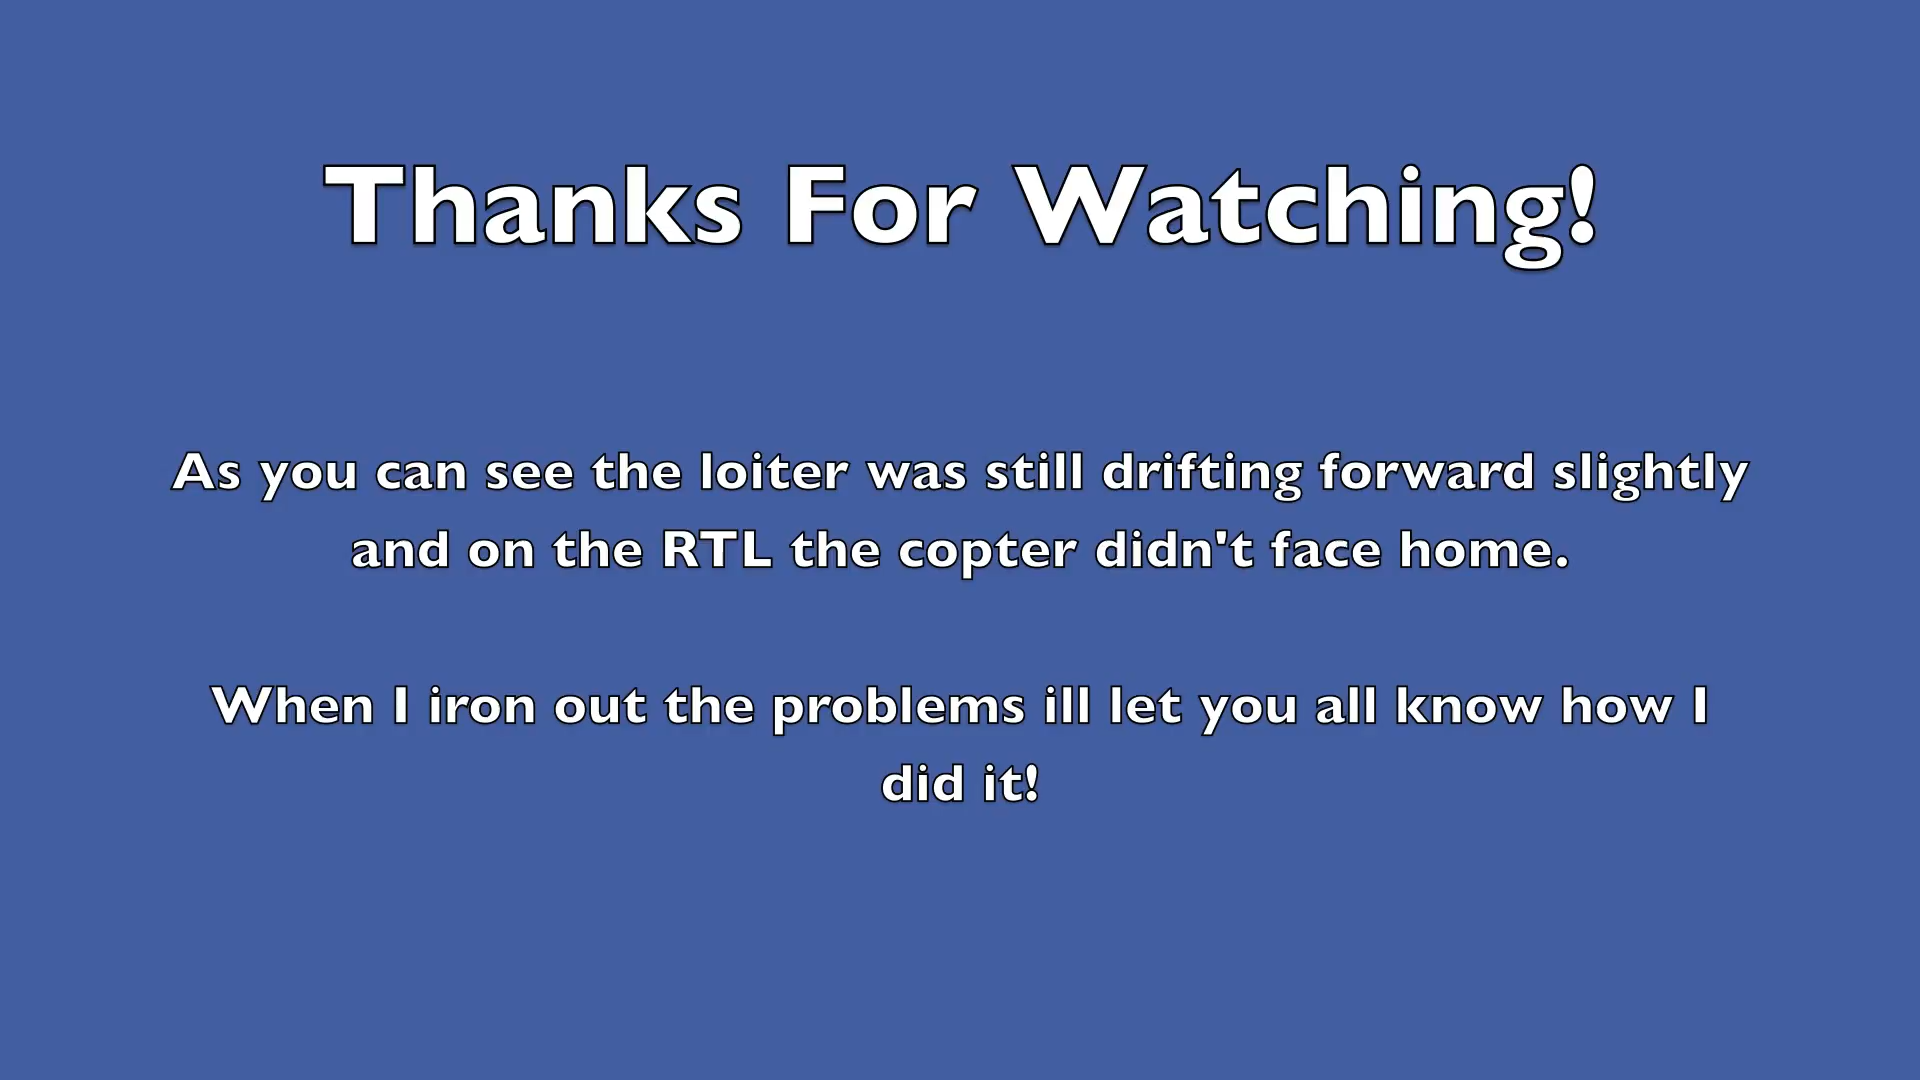 Thanks For Watching!
As you can see the loiter was still drifting forward slightly
and on the RTL the copter didn't face home.
When I iron out the problems ill let you all know how I
did it!